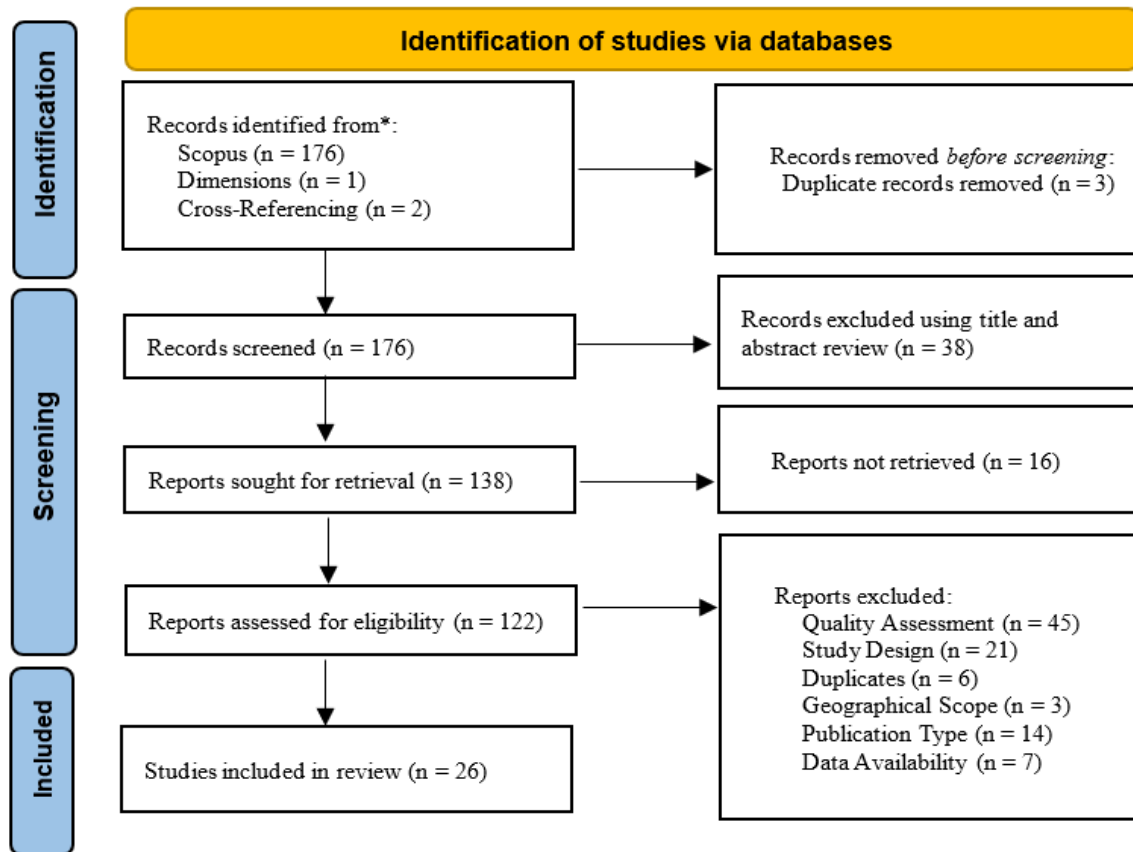 Identification of studies via databases
Identification
Records identified from*:
Scopus (n = 176)
Dimensions (n = 1)
Cross-Referencing (n = 2)
Records removed before screening:
Duplicate records removed (n = 3)
Screening
Records screened (n = 176)
Records excluded using title and
abstract review (n = 38)
Reports sought for retrieval (n = 138)
Reports not retrieved (n = 16)
Reports assessed for eligibility (n = 122)
Reports excluded:
Quality Assessment (n = 45)
Study Design (n = 21)
Duplicates (n = 6)
Geographical Scope (n = 3)
Publication Type (n = 14)
Data Availability (n = 7)
Included
Studies included in review (n = 26)